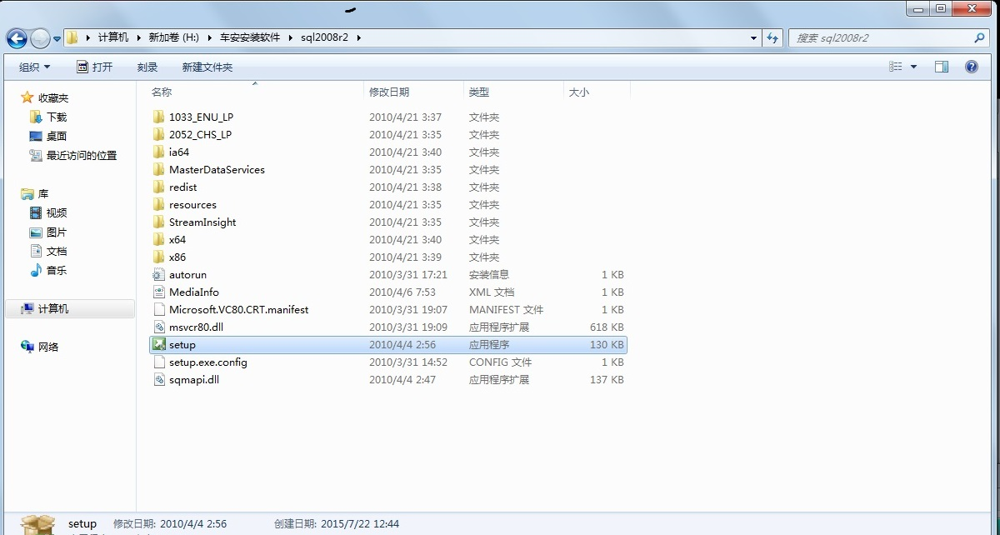 计算机 新加卷 (H:) 车安安装软件 sql2008r2
搜索 sql2008r2
组织 打开 刻录 新建文件夹
名称 修改日期 类型 大小
收藏夹
下载
桌面
最近访问的位置
库
视频
图片
文档
音乐
计算机
网络
1033_ENU_LP 2010/4/21 3:37 文件夹
2052_CHS_LP 2010/4/21 3:35 文件夹
ia64 2010/4/21 3:40 文件夹
MasterDataServices 2010/4/21 3:35 文件夹
redist 2010/4/21 3:38 文件夹
resources 2010/4/21 3:35 文件夹
StreamInsight 2010/4/21 3:35 文件夹
x64 2010/4/21 3:40 文件夹
x86 2010/4/21 3:39 文件夹
autorun 2010/3/31 17:21 安装信息 1 KB
MediaInfo 2010/4/6 7:53 XML 文档 1 KB
Microsoft.VC80.CRT.manifest 2010/3/31 19:07 MANIFEST 文件 1 KB
msvcr80.dll 2010/3/31 19:09 应用程序扩展 618 KB
setup 2010/4/4 2:56 应用程序 130 KB
setup.exe.config 2010/3/31 14:52 CONFIG 文件 1 KB
sqmapi.dll 2010/4/4 2:47 应用程序扩展 137 KB
setup 修改日期: 2010/4/4 2:56 创建日期: 2015/7/22 12:44